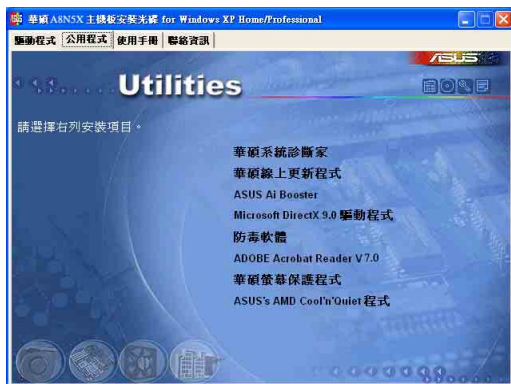 華碩 A8N5X 主機板安裝光碟 for Windows XP Home/Professional
驅動程式 公用程式 使用手冊 聯絡資訊
ASUS
Utilities
請選擇右列安裝項目。
華碩系統診斷家
華碩線上更新程式
ASUS Ai Booster
Microsoft DirectX 9.0 驅動程式
防毒軟體
ADOBE Acrobat Reader V7.0
華碩螢幕保護程式
ASUS's AMD Cool'n'Quiet 程式